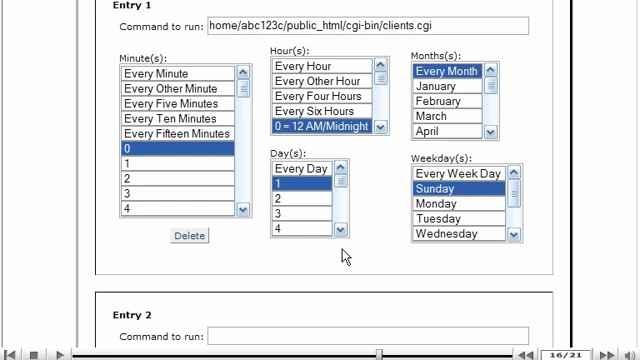 Entry 1
Command to run: home/abc123c/public_html/cgi-bin/clients.cgi
Minute(s):
Every Minute
Every Other Minute
Every Five Minutes
Every Ten Minutes
Every Fifteen Minutes
0
1
2
3
4
Delete
Hour(s):
Every Hour
Every Other Hour
Every Four Hours
Every Six Hours
0 = 12 AM/Midnight
Day(s):
Every Day
1
2
3
4
Months(s):
Every Month
January
February
March
April
Weekday(s):
Every Week Day
Sunday
Monday
Tuesday
Wednesday
Entry 2
Command to run:
16/21